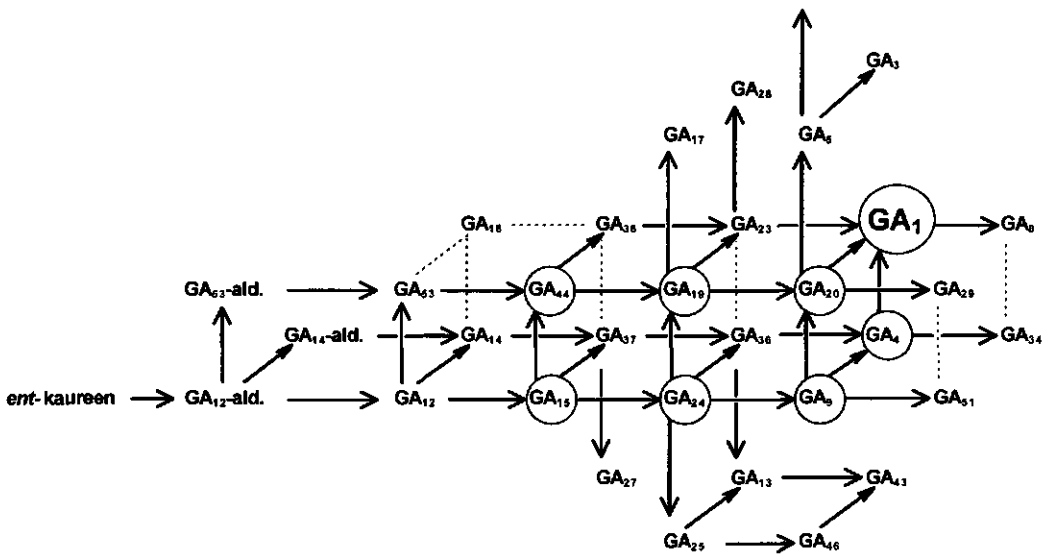 GA₃
GA₂₈
GA₁₇ GA₅
GA₁₈ GA₃₈ GA₂₃ GA₁ GA₈
GA₅₃-ald. GA₅₃ GA₄₄ GA₁₉ GA₂₀ GA₂₉
GA₁₄-ald. GA₁₄ GA₃₇ GA₃₆ GA₄ GA₃₄
ent-kaureen GA₁₂-ald. GA₁₂ GA₁₅ GA₂₄ GA₉ GA₅₁
GA₂₇ GA₁₃ GA₄₃
GA₂₅ GA₄₆